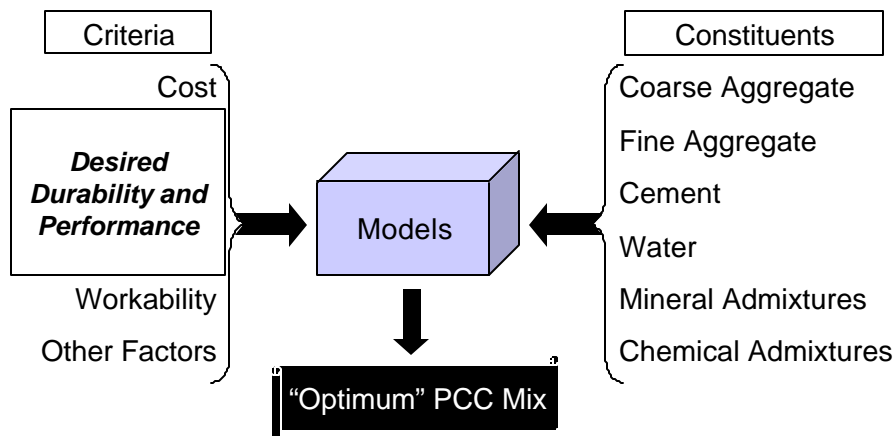 Criteria
Cost
Desired
Durability and
Performance
Workability
Other Factors
Models
"Optimum" PCC Mix
Constituents
Coarse Aggregate
Fine Aggregate
Cement
Water
Mineral Admixtures
Chemical Admixtures